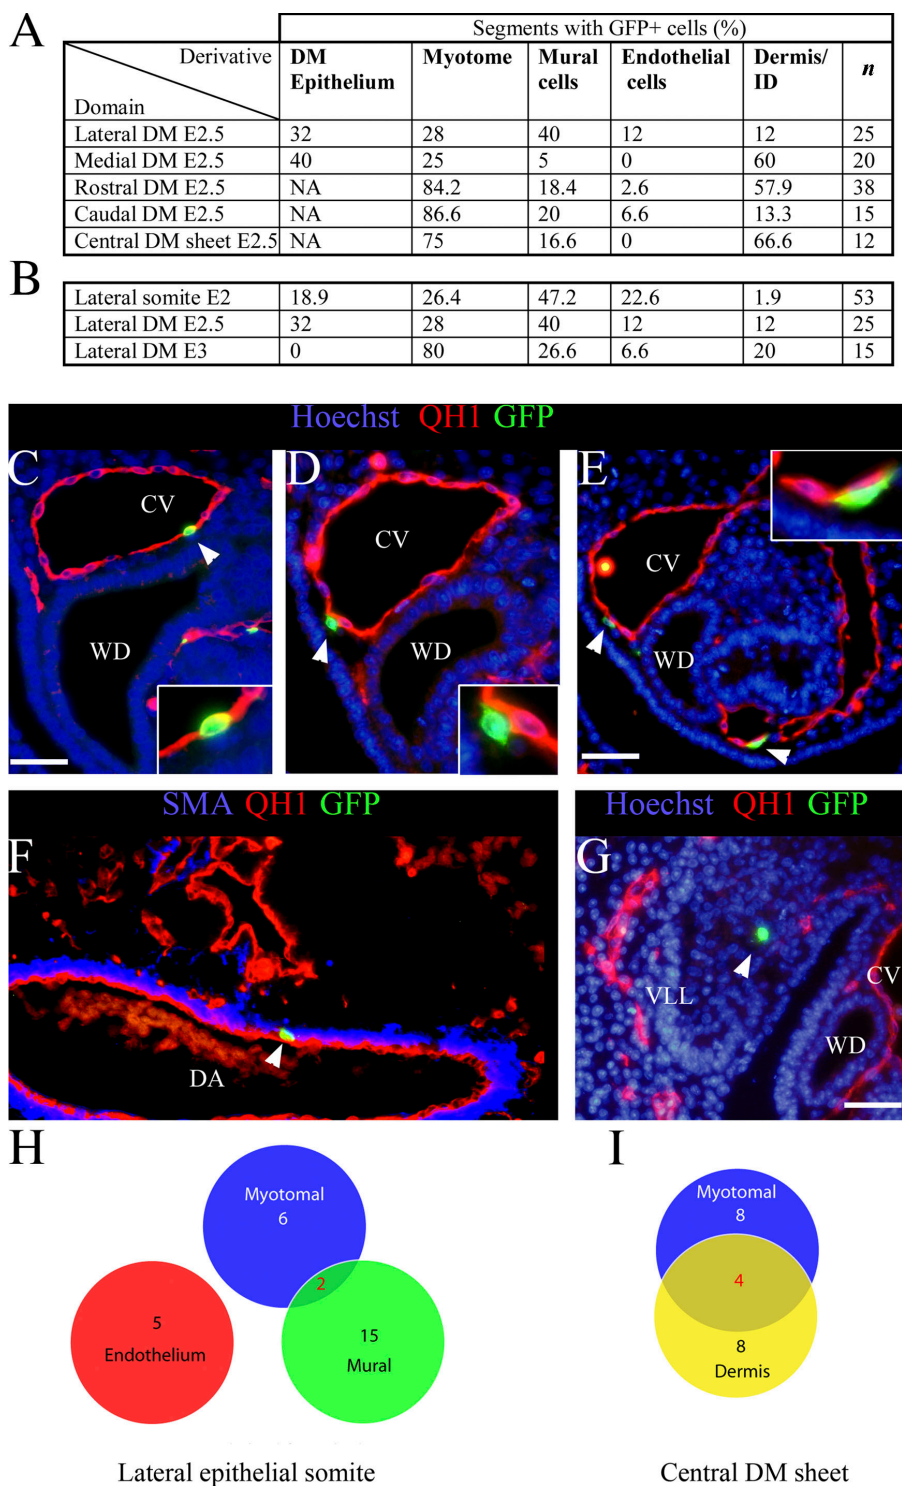 A
Segments with GFP+ cells (%)
Derivative
Domain
DM Epithelium
Myotome
Mural cells
Endothelial cells
Dermis/ ID
n
Lateral DM E2.5 32 28 40 12 12 25
Medial DM E2.5 40 25 5 0 60 20
Rostral DM E2.5 NA 84.2 18.4 2.6 57.9 38
Caudal DM E2.5 NA 86.6 20 6.6 13.3 15
Central DM sheet E2.5 NA 75 16.6 0 66.6 12
B
Lateral somite E2 18.9 26.4 47.2 22.6 1.9 53
Lateral DM E2.5 32 28 40 12 12 25
Lateral DM E3 0 80 26.6 6.6 20 15
Hoechst QH1 GFP
C
CV
WD
D
CV
WD
E
CV
WD
SMA QH1 GFP
F
DA
Hoechst QH1 GFP
G
VLL
CV
WD
H
Myotomal
6
2
5
Endothelium
15
Mural
Lateral epithelial somite
I
Myotomal
8
4
8
Dermis
Central DM sheet